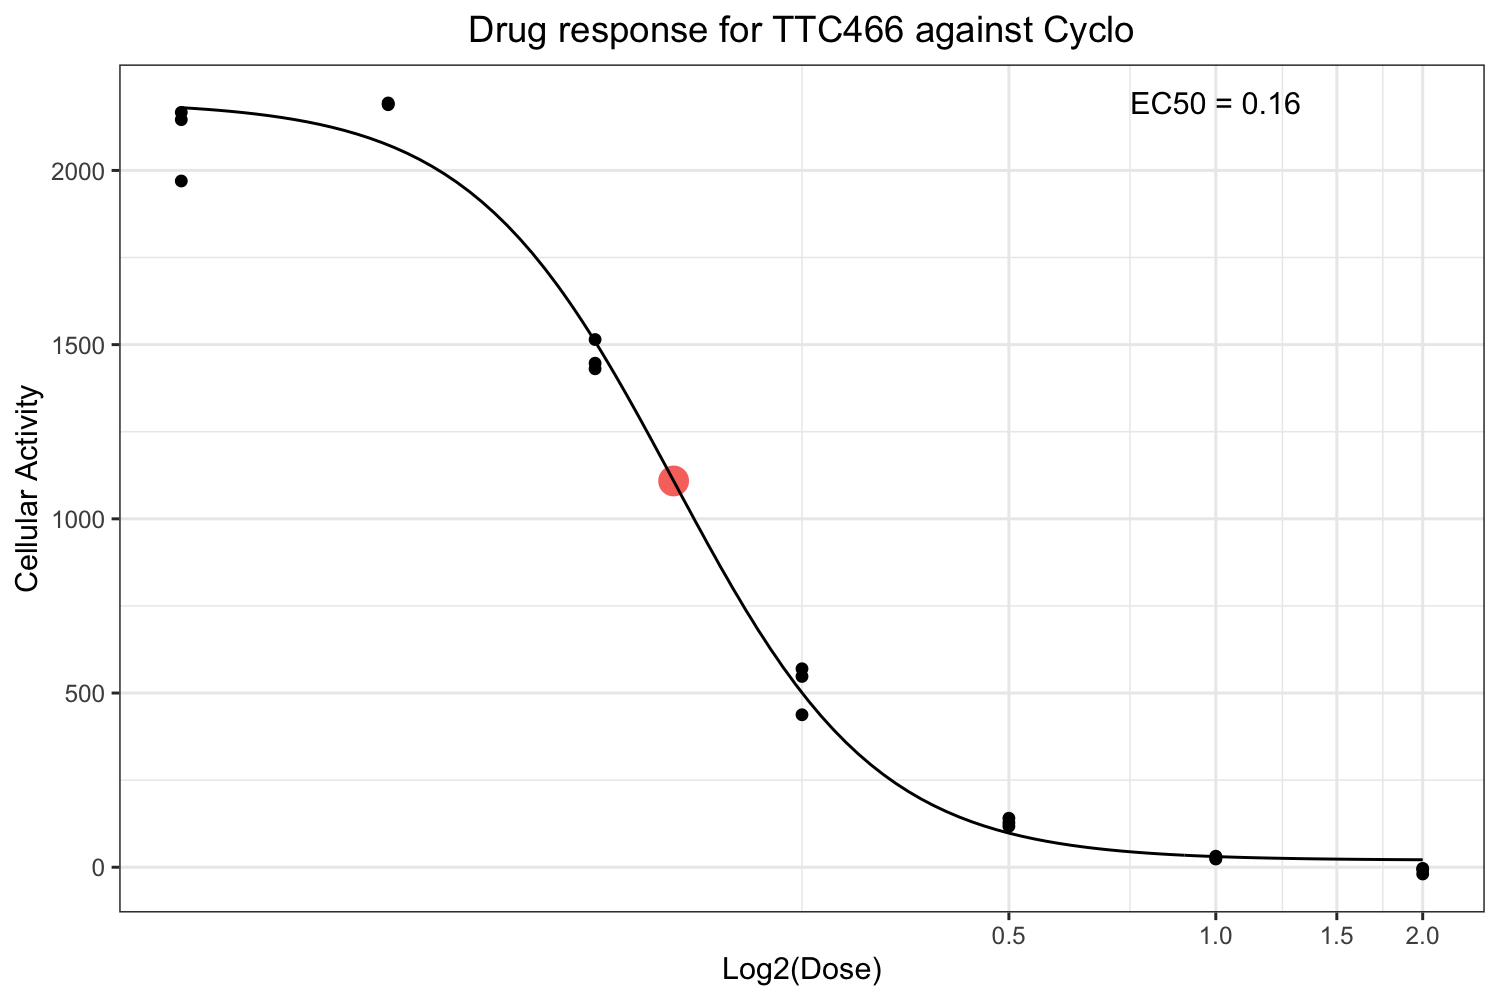 Drug response for TTC466 against Cyclo
EC50 = 0.16
Cellular Activity
2000
1500
1000
500
0
0.5
1.0
1.5
2.0
Log2(Dose)